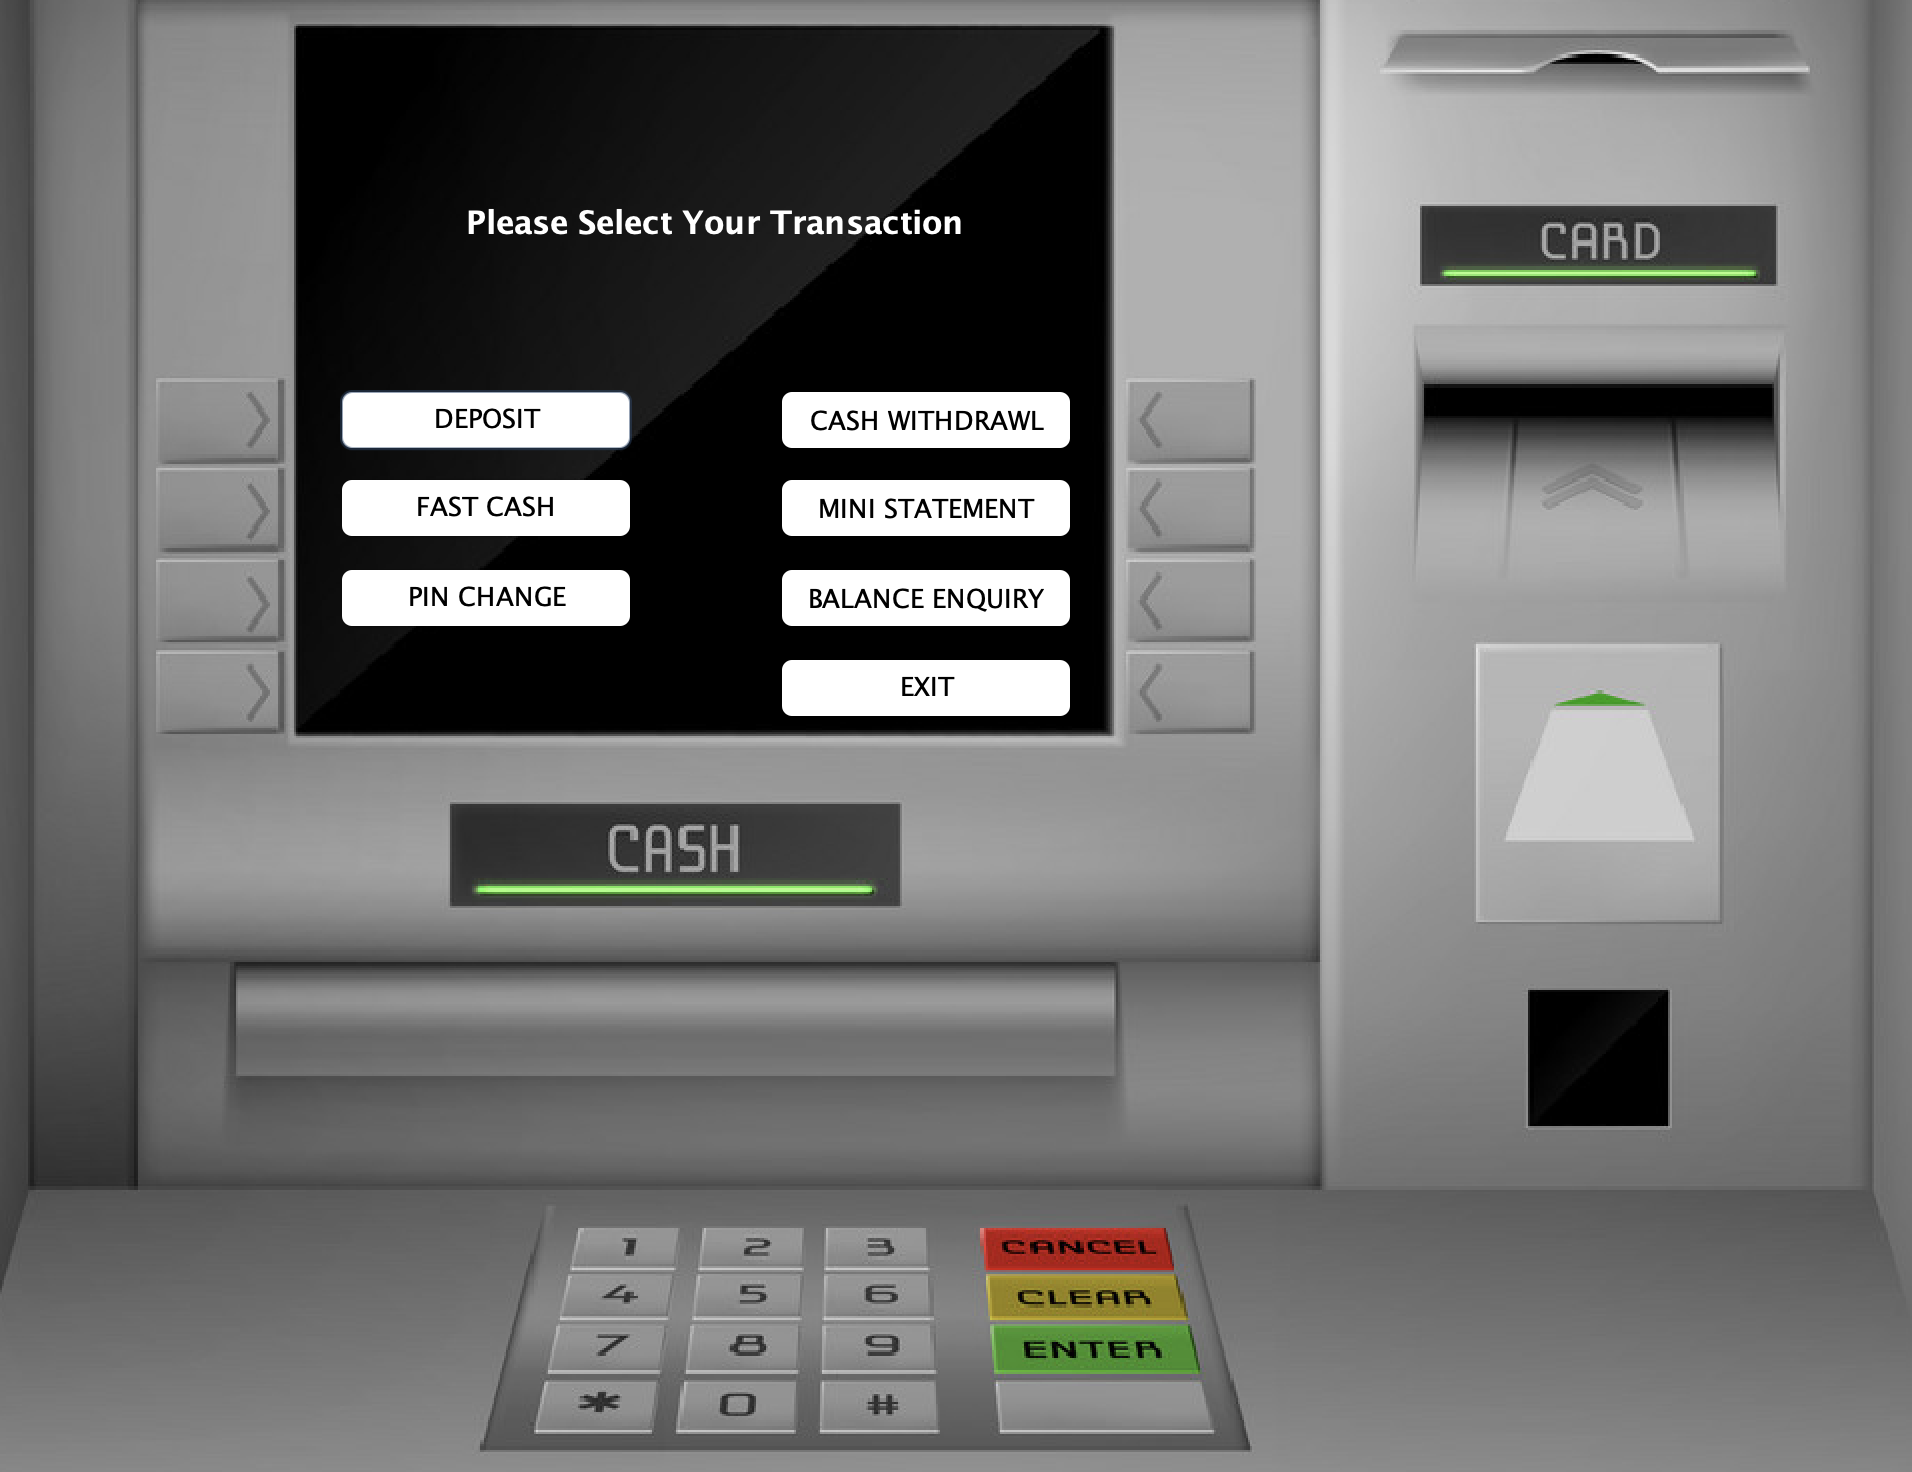 Please Select Your Transaction
CARD
DEPOSIT
CASH WITHDRAWL
FAST CASH
MINI STATEMENT
PIN CHANGE
BALANCE ENQUIRY
EXIT
CASH
1 2 3 CANCEL
4 5 6 CLEAR
7 8 9 ENTER
* 0 #